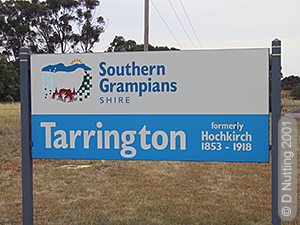 Southern
Grampians
SHIRE
Tarrington
formerly
Hochkirch
1853 - 1918
© D Nutting 2001